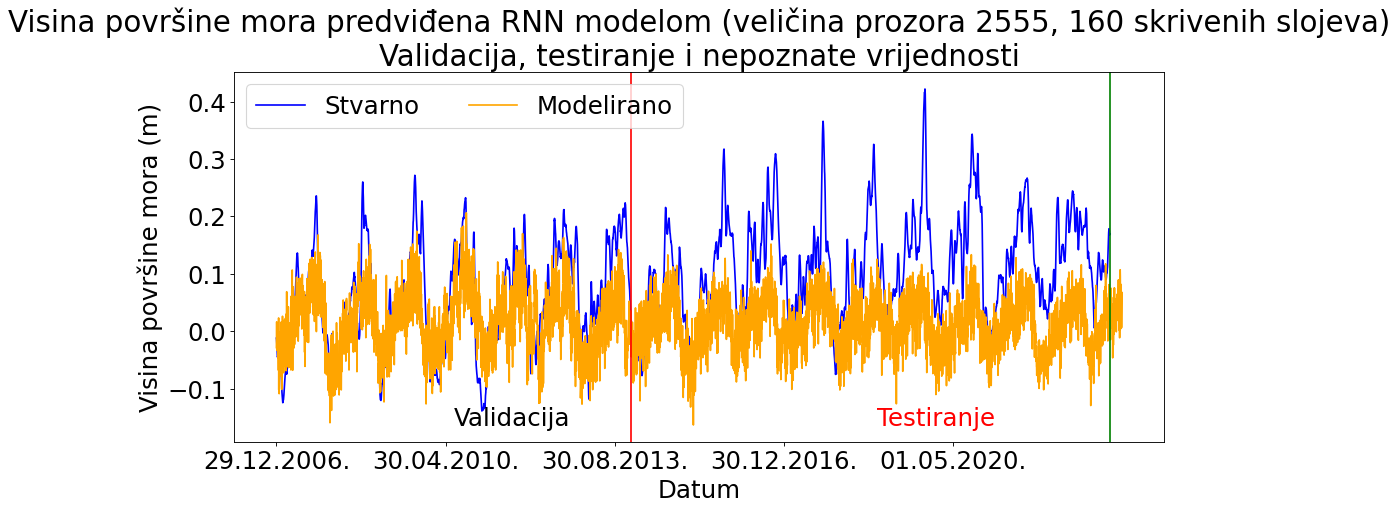 Visina površine mora predviđena RNN modelom (veličina prozora 2555, 160 skrivenih slojeva)
Validacija, testiranje i nepoznate vrijednosti
Stvarno
Modelirano
Visina površine mora (m)
0.4
0.3
0.2
0.1
0.0
−0.1
Validacija
Testiranje
29.12.2006.
30.04.2010.
30.08.2013.
30.12.2016.
01.05.2020.
Datum